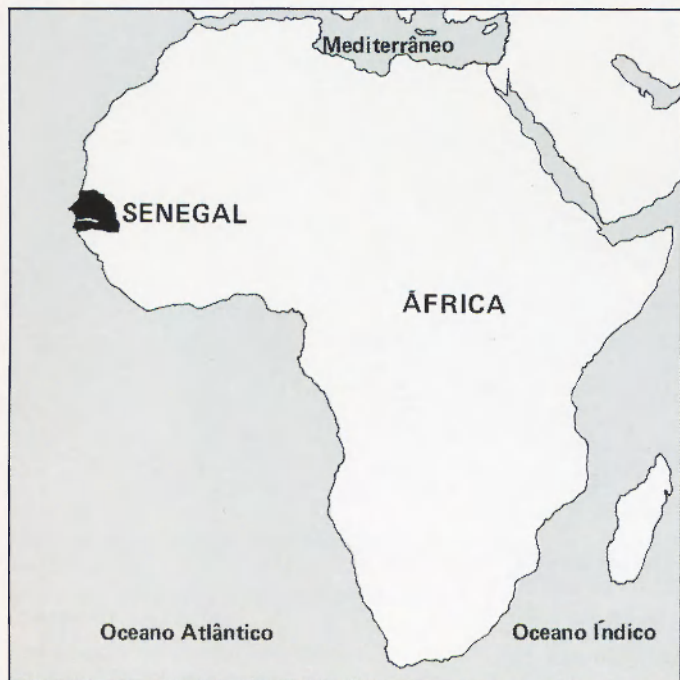 Mediterrâneo
SENEGAL
ÁFRICA
Oceano Atlântico
Oceano Índico